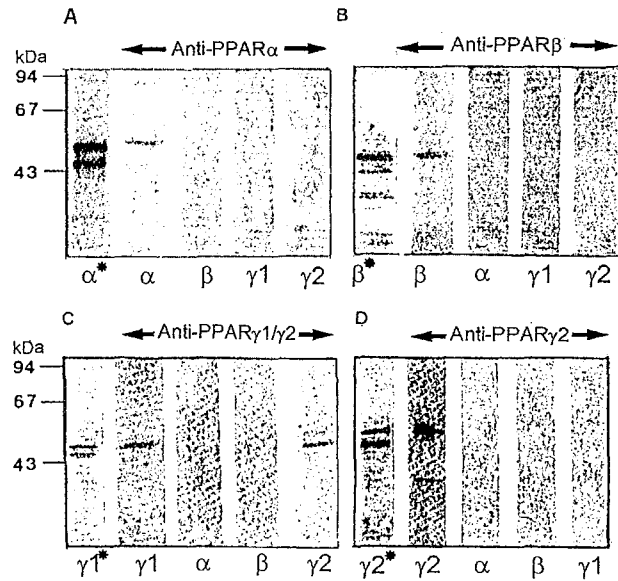 A
Anti-PPARα
B
Anti-PPARβ
kDa
94
67
43
α* α β γ1 γ2
β* β α γ1 γ2
C
Anti-PPARγ1/γ2
D
Anti-PPARγ2
kDa
94
67
43
γ1* γ1 α β γ2
γ2* γ2 α β γ1